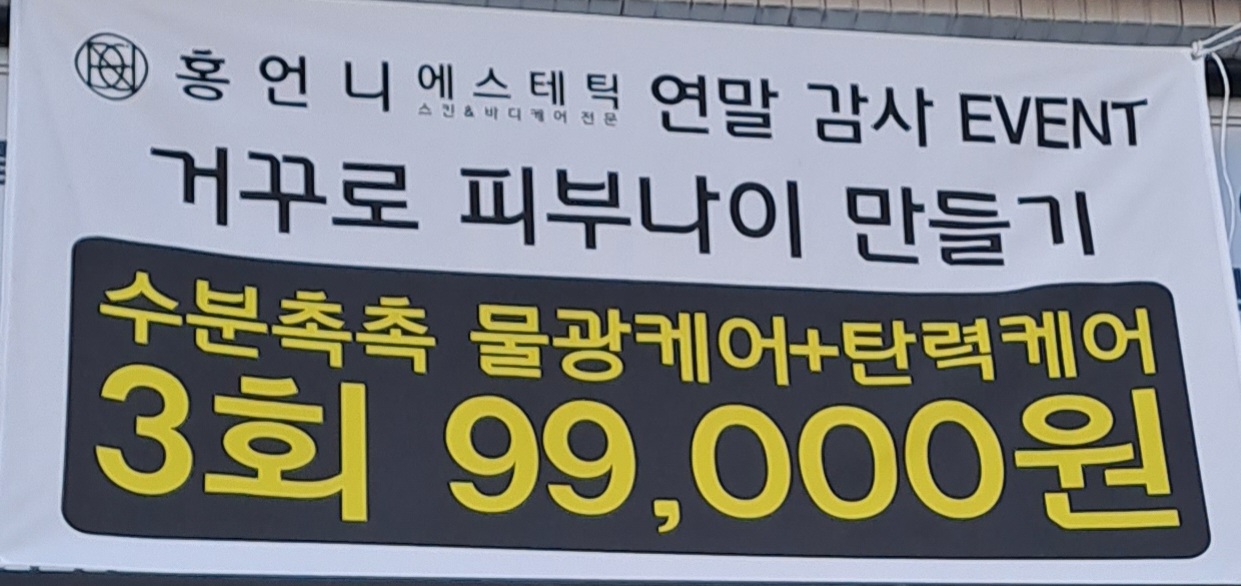 홍언니 에스테틱 연말 감사 EVENT
스킨&바디케어 전문
거꾸로 피부나이 만들기
수분촉촉 물광케어+탄력케어
3회 99,000원